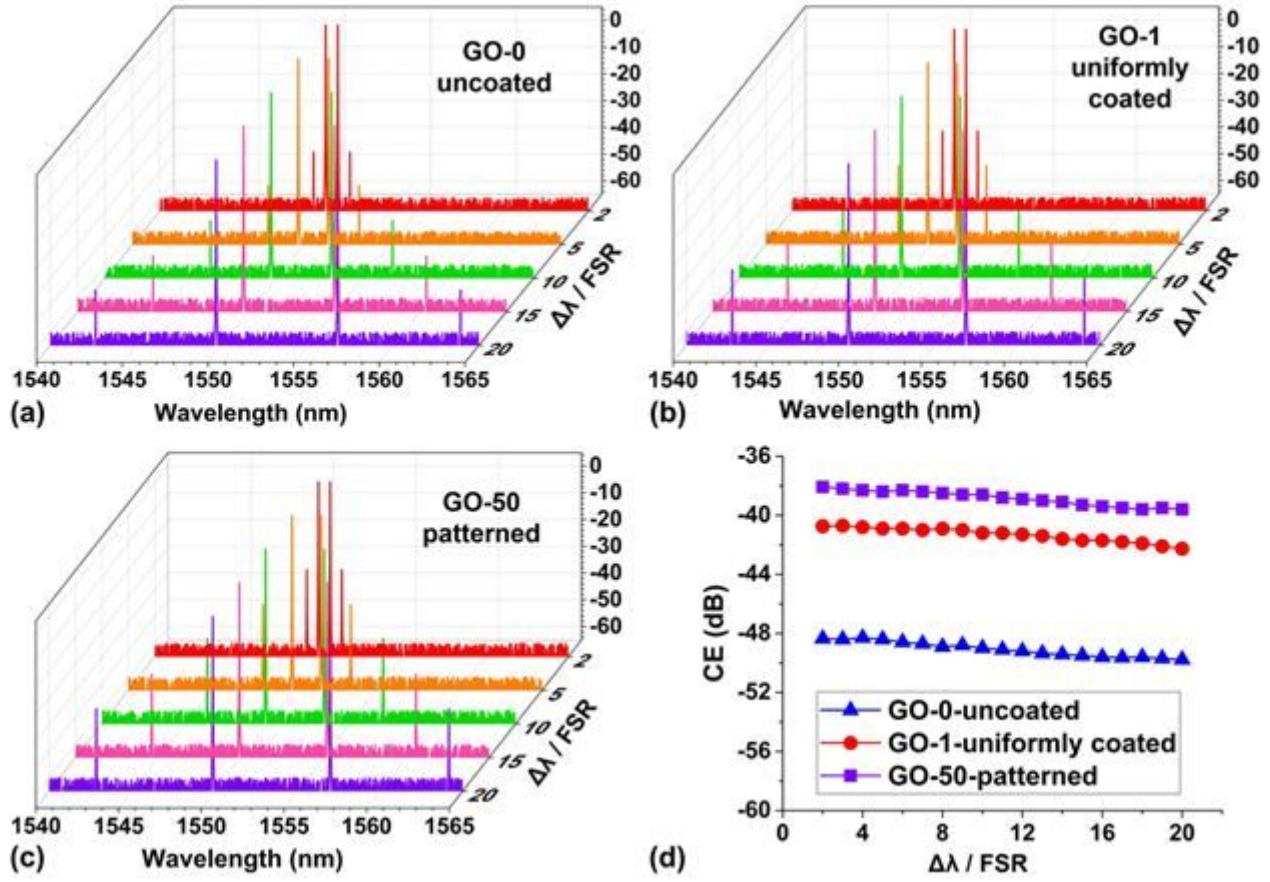 GO-0
uncoated
0
-10
-20
-30
-40
-50
-60
2
5
10
15
20
Δλ / FSR
1540 1545 1550 1555 1560 1565
(a)
Wavelength (nm)
GO-1
uniformly
coated
0
-10
-20
-30
-40
-50
-60
2
5
10
15
20
Δλ / FSR
1540 1545 1550 1555 1560 1565
(b)
Wavelength (nm)
GO-50
patterned
0
-10
-20
-30
-40
-50
-60
2
5
10
15
20
Δλ / FSR
1540 1545 1550 1555 1560 1565
(c)
Wavelength (nm)
-36
-40
-44
-48
-52
-56
-60
CE (dB)
GO-0-uncoated
GO-1-uniformly coated
GO-50-patterned
0 4 8 12 16 20
(d)
Δλ / FSR